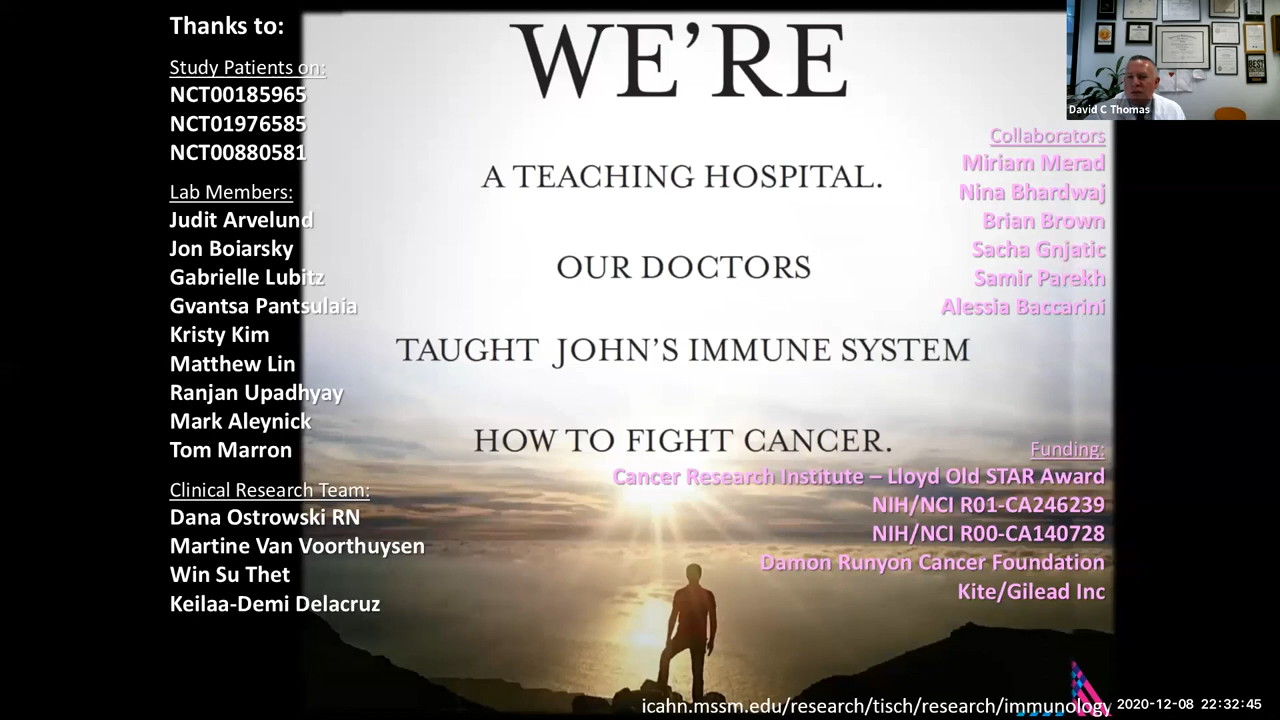 Thanks to:
Study Patients on:
NCT00185965
NCT01976585
NCT00880581
Lab Members:
Judit Arvelund
Jon Boiarsky
Gabrielle Lubitz
Gvantsa Pantsulaia
Kristy Kim
Matthew Lin
Ranjan Upadhyay
Mark Aleynick
Tom Marron
Clinical Research Team:
Dana Ostrowski RN
Martine Van Voorthuysen
Win Su Thet
Keilaa-Demi Delacruz
WE'RE
A TEACHING HOSPITAL.
OUR DOCTORS
TAUGHT JOHN'S IMMUNE SYSTEM
HOW TO FIGHT CANCER.
David C Thomas
Collaborators
Miriam Merad
Nina Bhardwaj
Brian Brown
Sacha Gnjatic
Samir Parekh
Alessia Baccarini
Funding:
Cancer Research Institute – Lloyd Old STAR Award
NIH/NCI R01-CA246239
NIH/NCI R00-CA140728
Damon Runyon Cancer Foundation
Kite/Gilead Inc
icahn.mssm.edu/research/tisch/research/immunology
2020-12-08 22:32:45